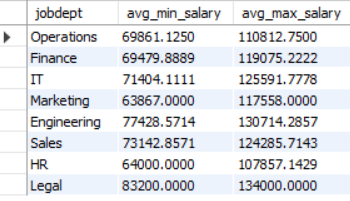 jobdept avg_min_salary avg_max_salary
Operations 69861.1250 110812.7500
Finance 69479.8889 119075.2222
IT 71404.1111 125591.7778
Marketing 63867.0000 117558.0000
Engineering 77428.5714 130714.2857
Sales 73142.8571 124285.7143
HR 64000.0000 107857.1429
Legal 83200.0000 134000.0000